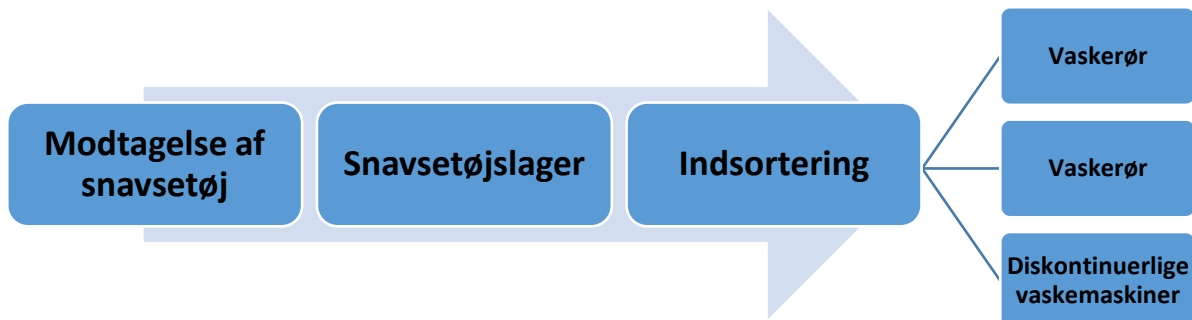 Modtagelse af
snavsetøj
Snavsetøjslager
Indsortering
Vaskerør
Vaskerør
Diskontinuerlige
vaskemaskiner